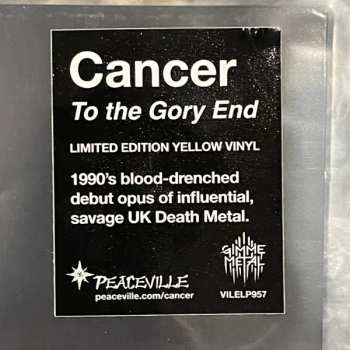 Cancer
To the Gory End
LIMITED EDITION YELLOW VINYL
1990's blood-drenched
debut opus of influential,
savage UK Death Metal.
PEACEVILLE
peaceville.com/cancer
GIMME
METAL
VILELP957